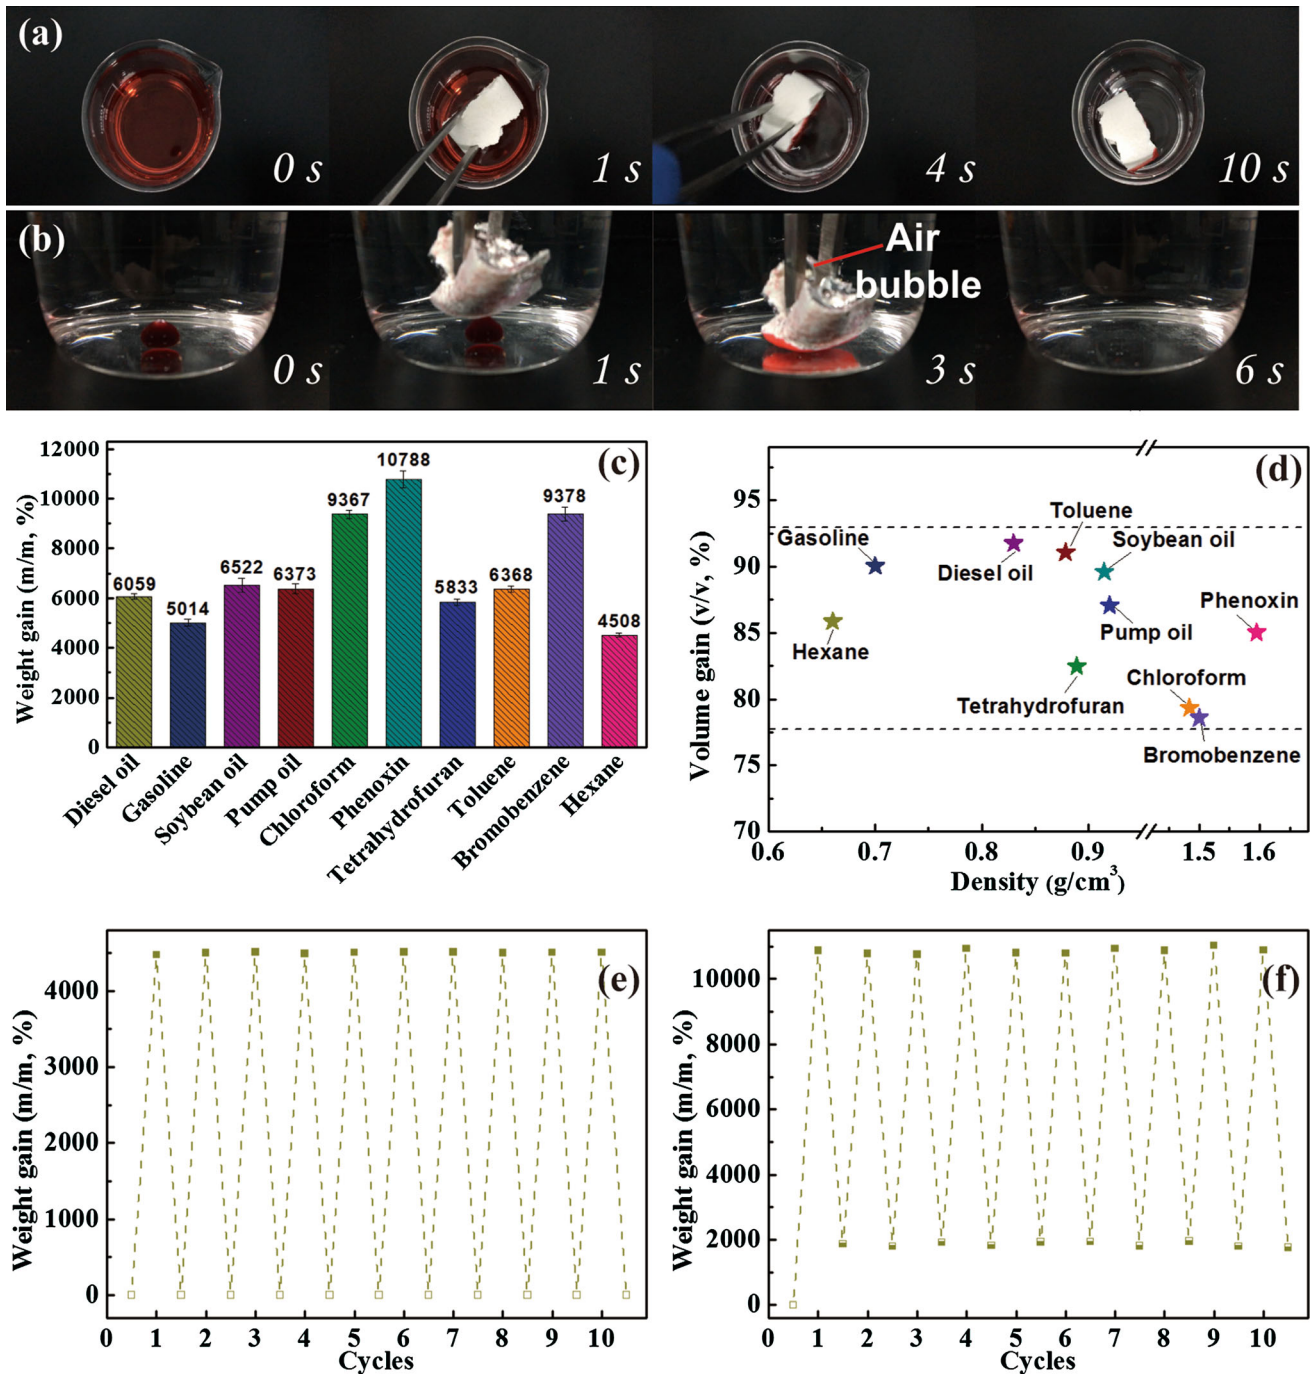 (a)
0 s
1 s
4 s
10 s
(b)
Air
bubble
0 s
1 s
3 s
6 s
(c)
Weight gain (m/m, %)
12000
10000
8000
6000
4000
2000
0
6059
5014
6522
6373
9367
10788
5833
6368
9378
4508
Diesel oil
Gasoline
Soybean oil
Pump oil
Chloroform
Phenoxin
Tetrahydrofuran
Toluene
Bromobenzene
Hexane
(d)
Volume gain (v/v, %)
95
90
85
80
75
70
Gasoline
Toluene
Soybean oil
Diesel oil
Phenoxin
Pump oil
Hexane
Chloroform
Tetrahydrofuran
Bromobenzene
0.6
0.7
0.8
0.9
1.5
1.6
Density (g/cm³)
(e)
Weight gain (m/m, %)
4000
3000
2000
1000
0
0 1 2 3 4 5 6 7 8 9 10
Cycles
(f)
Weight gain (m/m, %)
10000
8000
6000
4000
2000
0
0 1 2 3 4 5 6 7 8 9 10
Cycles